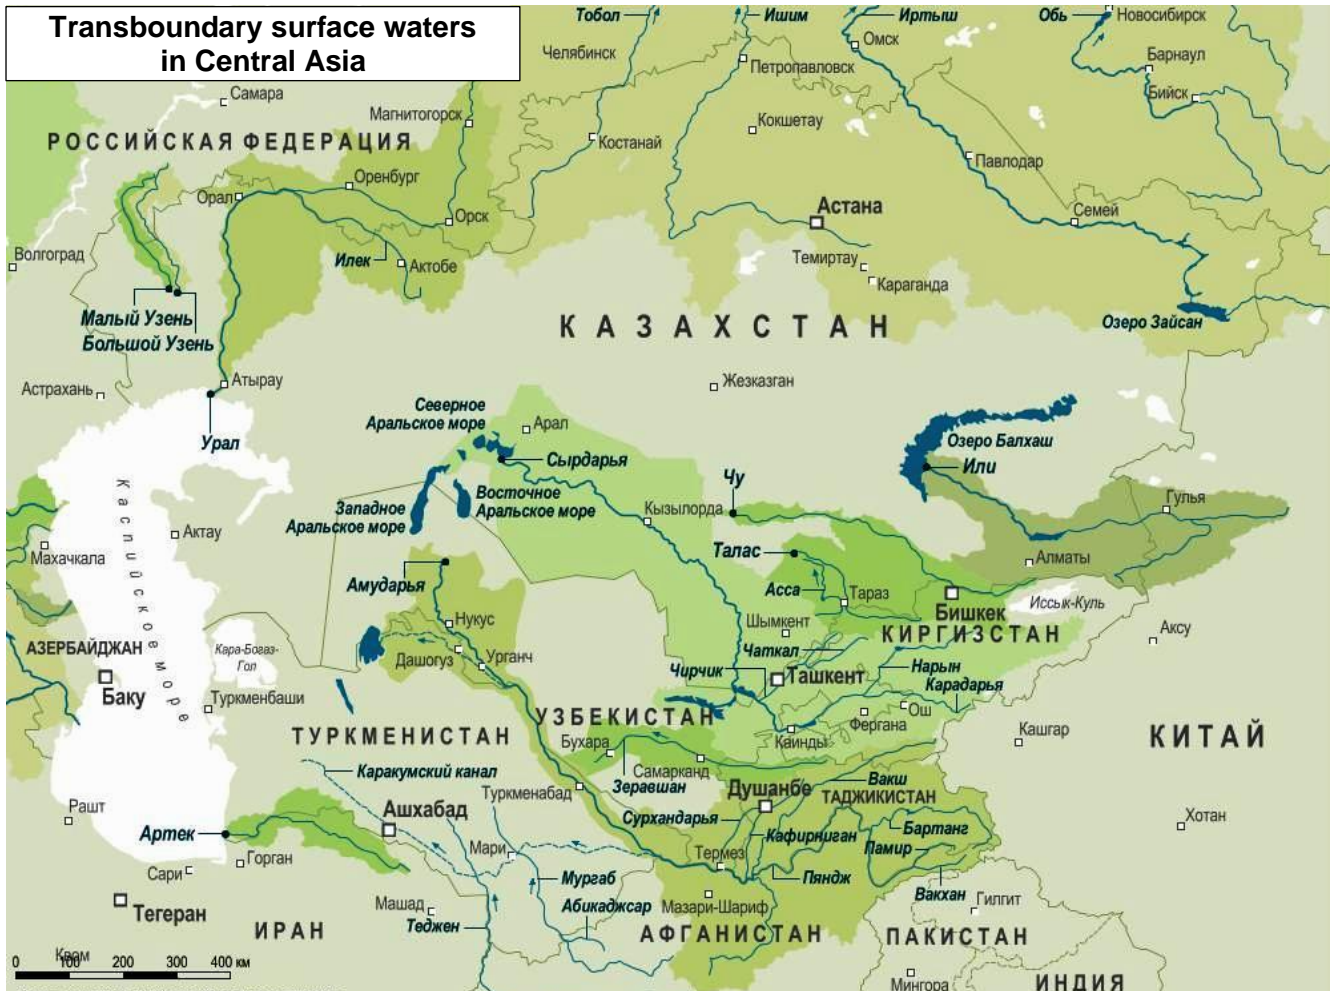 Transboundary surface waters
in Central Asia
Тобол
Ишим
Иртыш
Обь
Новосибирск
Омск
Челябинск
Петропавловск
Барнаул
Бийск
Самара
Магнитогорск
Кокшетау
Костанай
РОССИЙСКАЯ ФЕДЕРАЦИЯ
Павлодар
Оренбург
Орал
Орск
Астана
Семей
Волгоград
Илек
Актобе
Темиртау
Караганда
Малый Узень
Большой Узень
КАЗАХСТАН
Озеро Зайсан
Астрахань
Атырау
Жезказган
Урал
Северное
Аральское море
Арал
Озеро Балхаш
Или
Сырдарья
Чу
Западное
Аральское море
Восточное
Аральское море
Кызылорда
Гулья
Каспийское море
Актау
Махачкала
Талас
Алматы
Амударья
Асса
Тараз
Бишкек
Иссык-Куль
Нукус
Шымкент
КИРГИЗСТАН
Аксу
АЗЕРБАЙДЖАН
Кара-Богаз-
Гол
Дашогуз
Урганч
Чаткал
Чирчик
Ташкент
Нарын
Карадарья
Баку
Туркменбаши
УЗБЕКИСТАН
Фергана
Ош
ТУРКМЕНИСТАН
Бухара
Каинды
Кашгар
КИТАЙ
Каракумский канал
Самарканд
Зеравшан
Душанбе
Вакш
ТАДЖИКИСТАН
Туркменабад
Рашт
Ашхабад
Сурхандарья
Кафирниган
Бартанг
Хотан
Артек
Горган
Мари
Термез
Памир
Сари
Мургаб
Пяндж
Вакхан
Гилгит
Тегеран
Машад
Теджен
Абикаджсар
Мазари-Шариф
ИРАН
АФГАНИСТАН
ПАКИСТАН
0 100 200 300 400 км
Мингора
ИНДИЯ